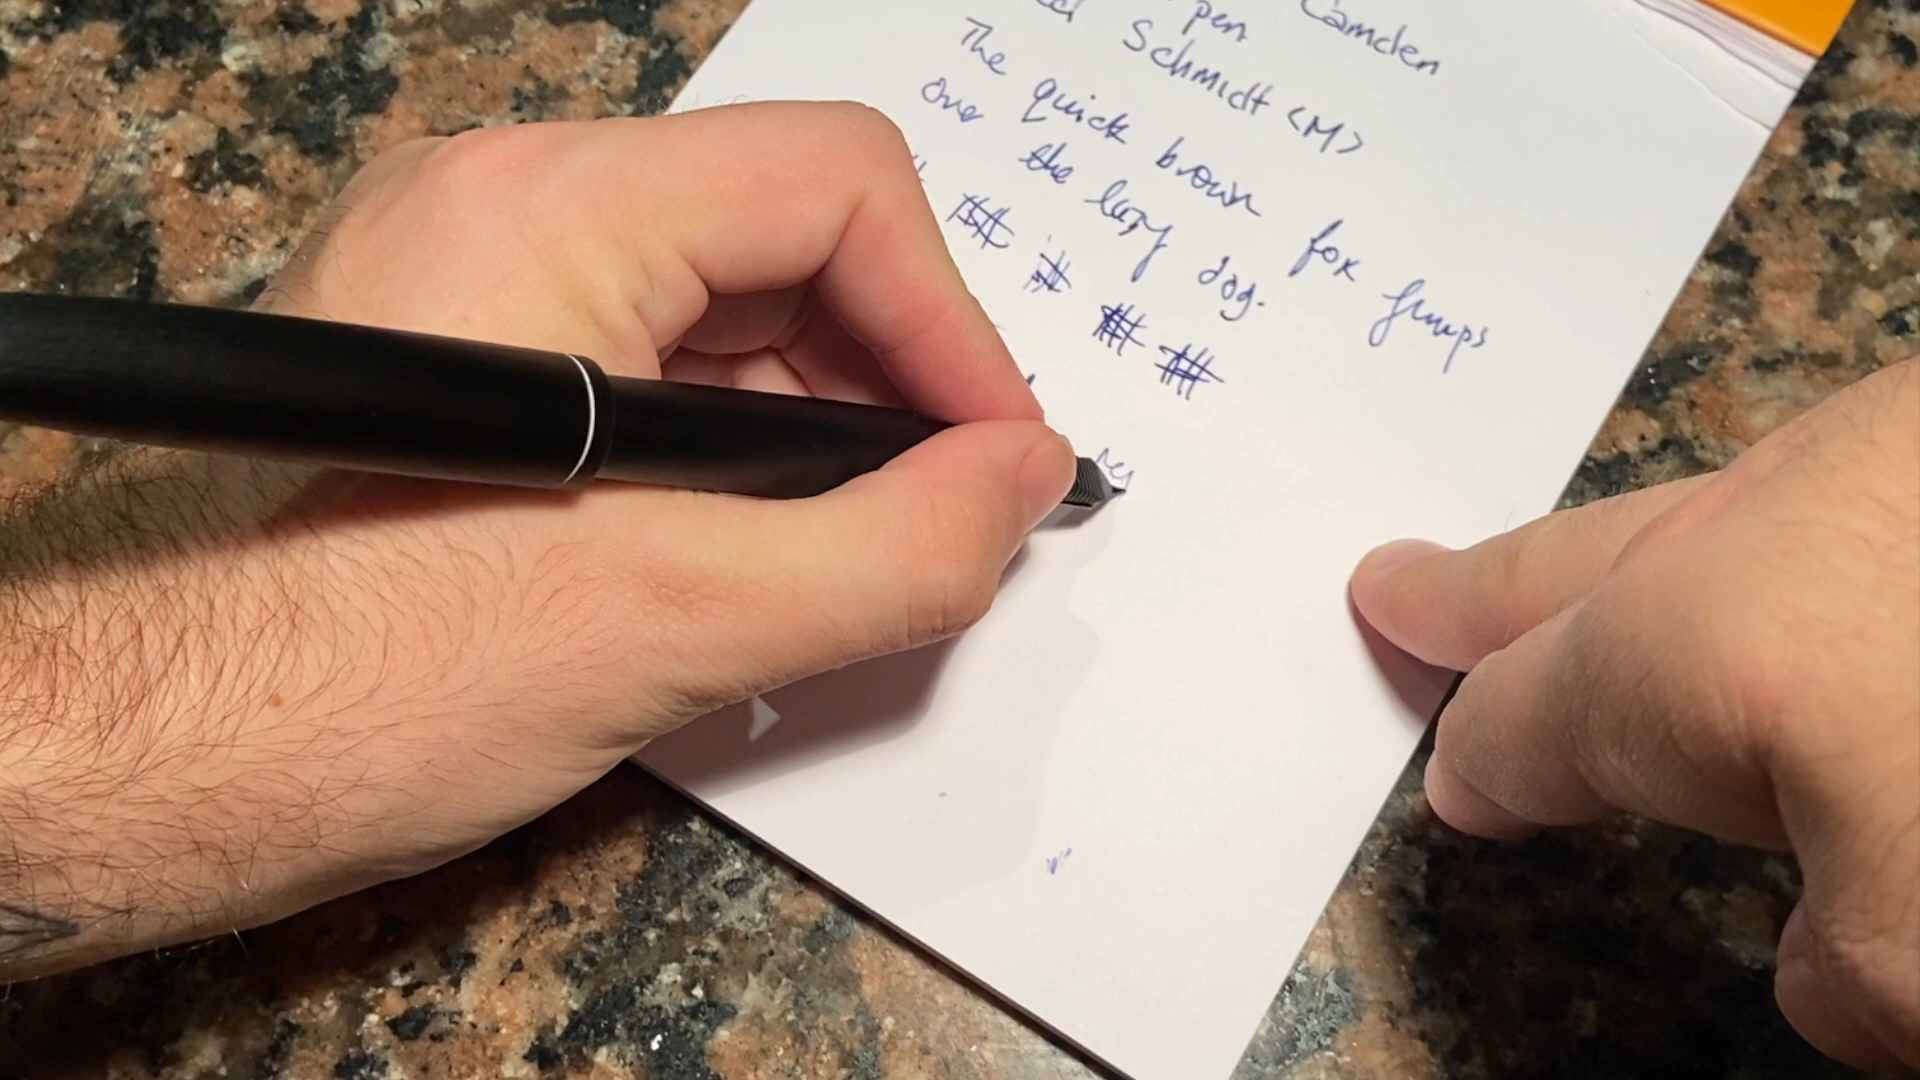 pen Camden
Schmidt <M>
The quick brown fox jumps
over the lazy dog.